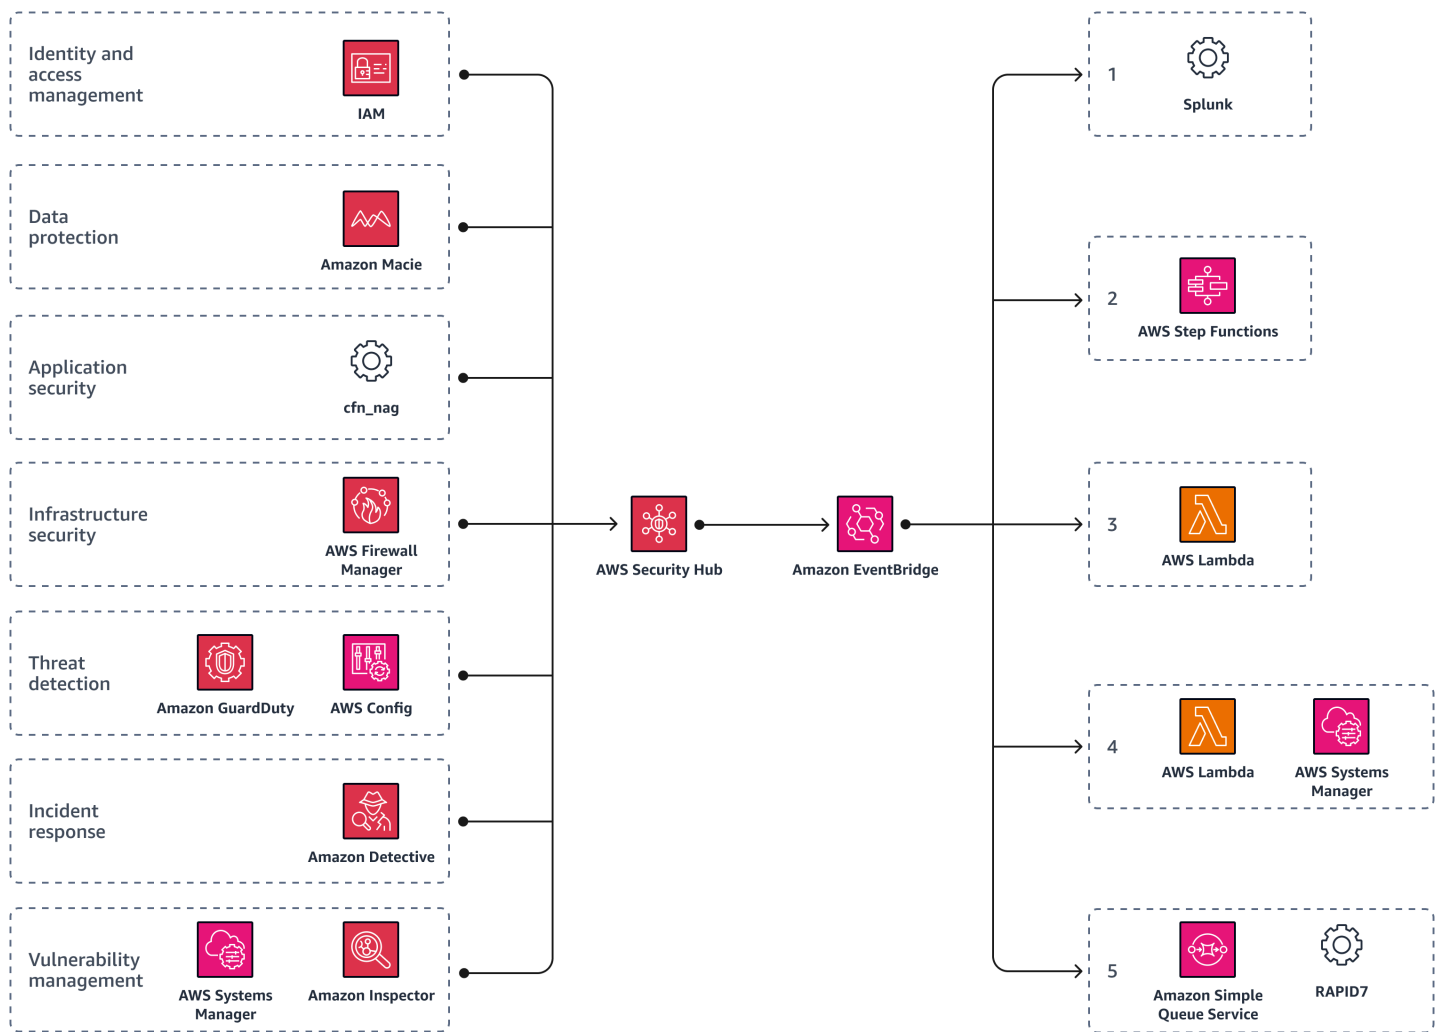 Identity and
access
management
IAM
Data
protection
Amazon Macie
Application
security
cfn_nag
Infrastructure
security
AWS Firewall
Manager
Threat
detection
Amazon GuardDuty
AWS Config
Incident
response
Amazon Detective
Vulnerability
management
AWS Systems
Manager
Amazon Inspector
AWS Security Hub
Amazon EventBridge
1
Splunk
2
AWS Step Functions
3
AWS Lambda
4
AWS Lambda
AWS Systems
Manager
5
Amazon Simple
Queue Service
RAPID7